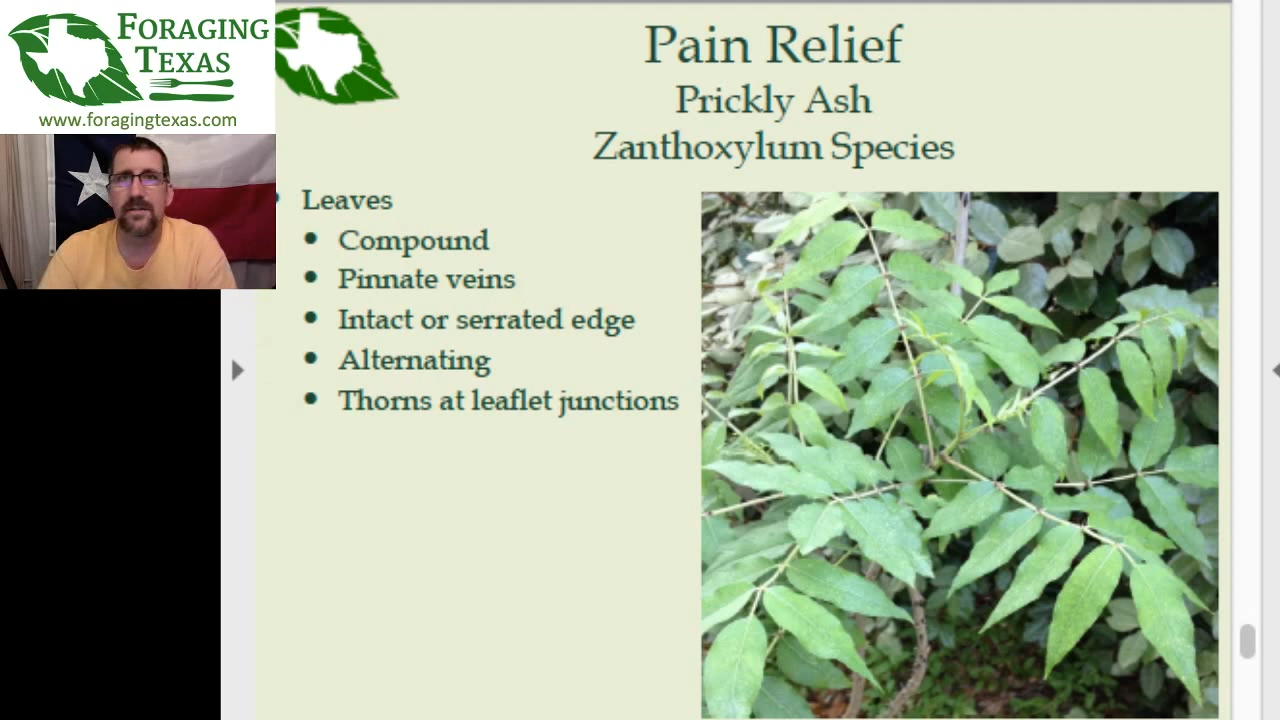 FORAGING
TEXAS
www.foragingtexas.com
Pain Relief
Prickly Ash
Zanthoxylum Species
Leaves
Compound
Pinnate veins
Intact or serrated edge
Alternating
Thorns at leaflet junctions